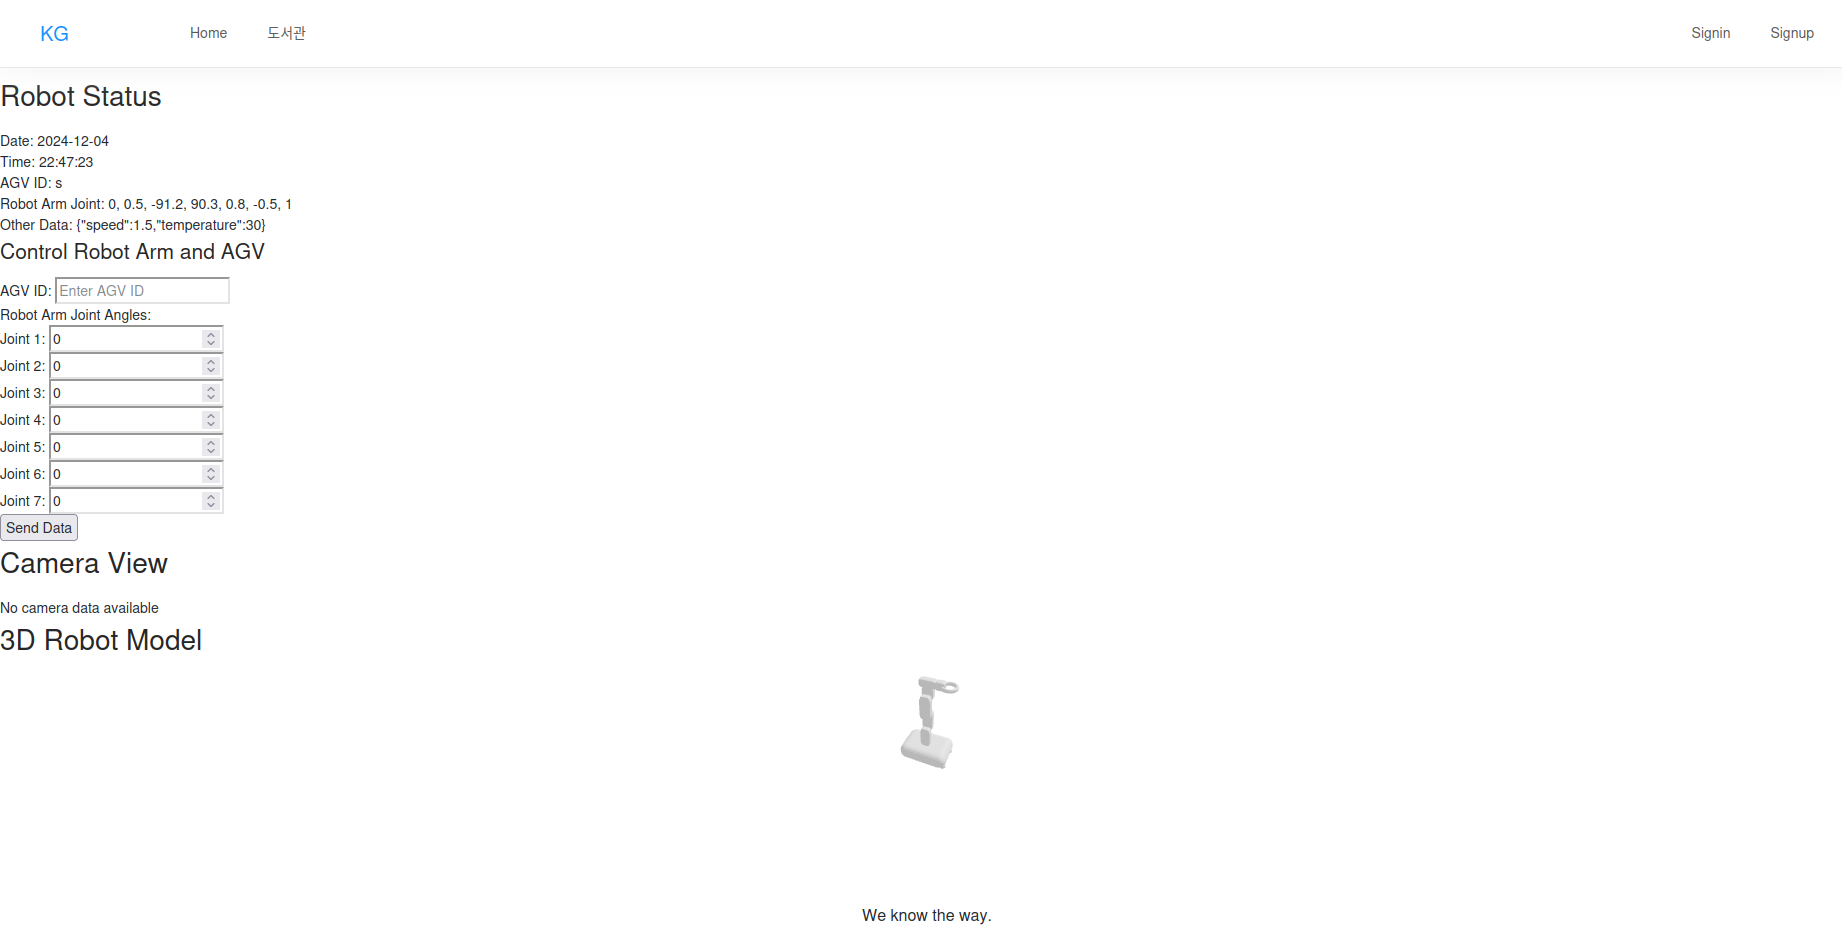 KG Home 도서관 Signin Signup
Robot Status
Date: 2024-12-04
Time: 22:47:23
AGV ID: s
Robot Arm Joint: 0, 0.5, -91.2, 90.3, 0.8, -0.5, 1
Other Data: {"speed":1.5,"temperature":30}
Control Robot Arm and AGV
AGV ID: Enter AGV ID
Robot Arm Joint Angles:
Joint 1: 0
Joint 2: 0
Joint 3: 0
Joint 4: 0
Joint 5: 0
Joint 6: 0
Joint 7: 0
Send Data
Camera View
No camera data available
3D Robot Model
We know the way.